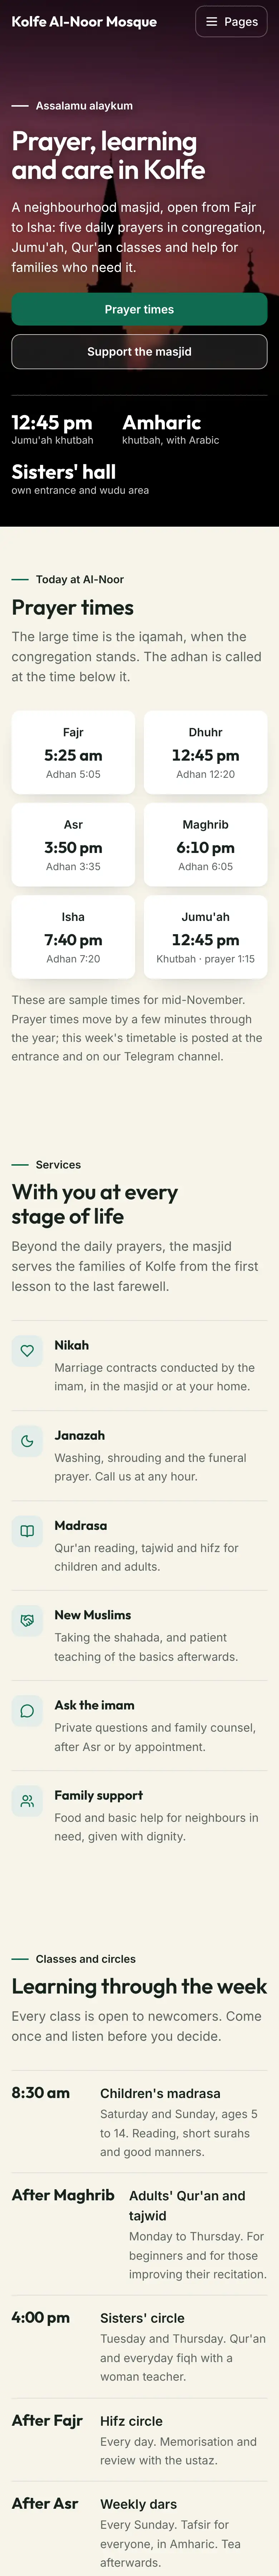 Kolfe Al-Noor Mosque
Pages
Assalamu alaykum
Prayer, learning
and care in Kolfe
A neighbourhood masjid, open from Fajr
to Isha: five daily prayers in congregation,
Jumu'ah, Qur'an classes and help for
families who need it.
Prayer times
Support the masjid
12:45 pm
Jumu'ah khutbah
Amharic
khutbah, with Arabic
Sisters' hall
own entrance and wudu area
Today at Al-Noor
Prayer times
The large time is the iqamah, when the
congregation stands. The adhan is called
at the time below it.
Fajr
5:25 am
Adhan 5:05
Dhuhr
12:45 pm
Adhan 12:20
Asr
3:50 pm
Adhan 3:35
Maghrib
6:10 pm
Adhan 6:05
Isha
7:40 pm
Adhan 7:20
Jumu'ah
12:45 pm
Khutbah · prayer 1:15
These are sample times for mid-November.
Prayer times move by a few minutes through
the year; this week's timetable is posted at the
entrance and on our Telegram channel.
Services
With you at every
stage of life
Beyond the daily prayers, the masjid
serves the families of Kolfe from the first
lesson to the last farewell.
Nikah
Marriage contracts conducted by the
imam, in the masjid or at your home.
Janazah
Washing, shrouding and the funeral
prayer. Call us at any hour.
Madrasa
Qur'an reading, tajwid and hifz for
children and adults.
New Muslims
Taking the shahada, and patient
teaching of the basics afterwards.
Ask the imam
Private questions and family counsel,
after Asr or by appointment.
Family support
Food and basic help for neighbours in
need, given with dignity.
Classes and circles
Learning through the week
Every class is open to newcomers. Come
once and listen before you decide.
8:30 am
Children's madrasa
Saturday and Sunday, ages 5
to 14. Reading, short surahs
and good manners.
After Maghrib
Adults' Qur'an and
tajwid
Monday to Thursday. For
beginners and for those
improving their recitation.
4:00 pm
Sisters' circle
Tuesday and Thursday. Qur'an
and everyday fiqh with a
woman teacher.
After Fajr
Hifz circle
Every day. Memorisation and
review with the ustaz.
After Asr
Weekly dars
Every Sunday. Tafsir for
everyone, in Amharic. Tea
afterwards.